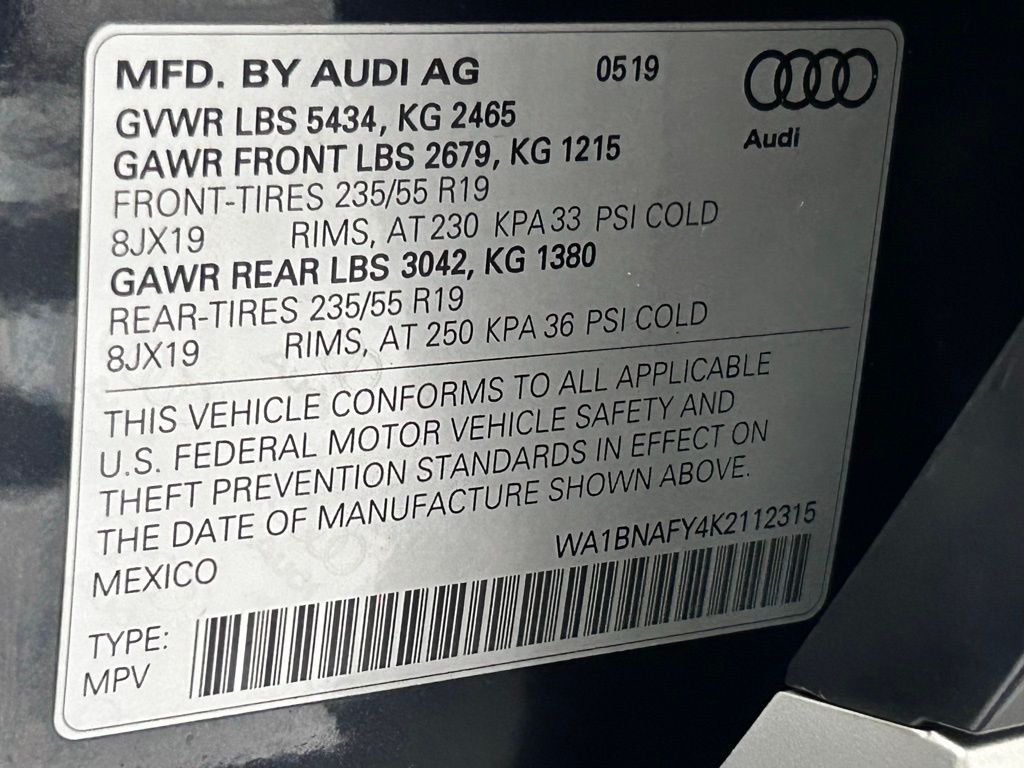 MFD. BY AUDI AG 0519
Audi
GVWR LBS 5434, KG 2465
GAWR FRONT LBS 2679, KG 1215
FRONT-TIRES 235/55 R19
8JX19 RIMS, AT 230 KPA 33 PSI COLD
GAWR REAR LBS 3042, KG 1380
REAR-TIRES 235/55 R19
8JX19 RIMS, AT 250 KPA 36 PSI COLD
THIS VEHICLE CONFORMS TO ALL APPLICABLE
U.S. FEDERAL MOTOR VEHICLE SAFETY AND
THEFT PREVENTION STANDARDS IN EFFECT ON
THE DATE OF MANUFACTURE SHOWN ABOVE.
MEXICO WA1BNAFY4K2112315
TYPE:
MPV